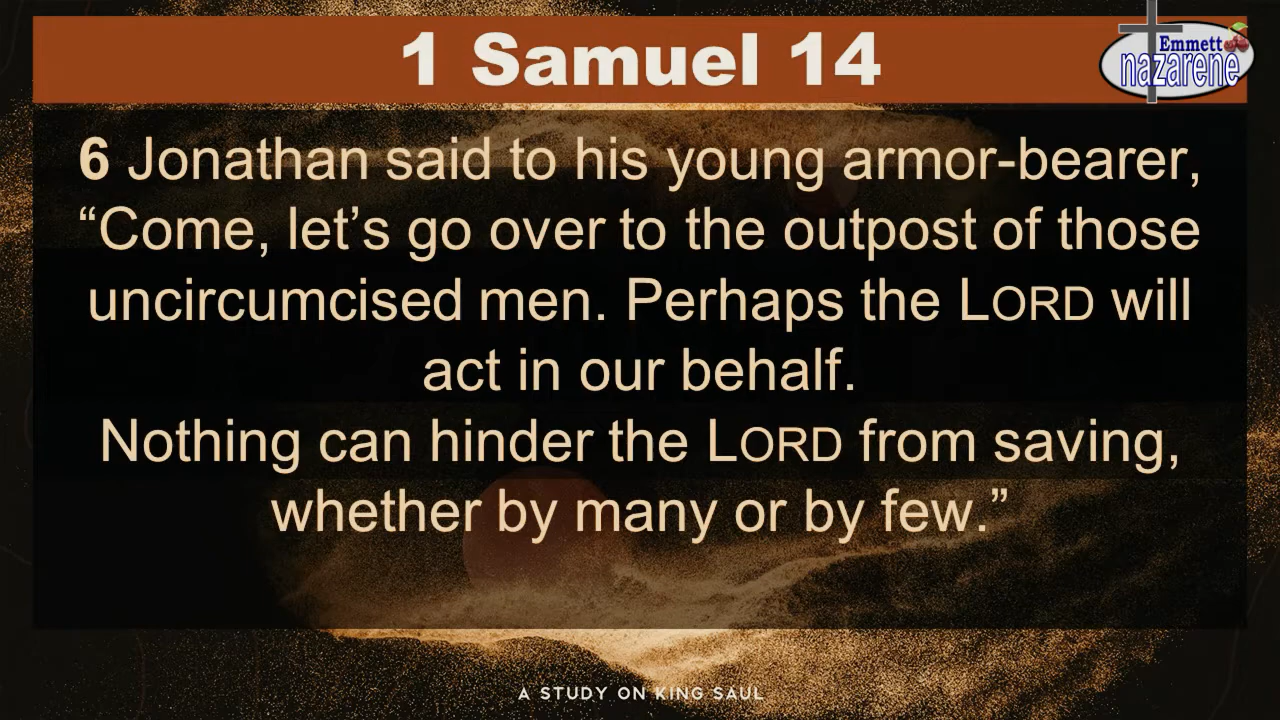 1 Samuel 14
Emmett
nazarene
6 Jonathan said to his young armor-bearer,
“Come, let’s go over to the outpost of those
uncircumcised men. Perhaps the LORD will
act in our behalf.
Nothing can hinder the LORD from saving,
whether by many or by few.”
A STUDY ON KING SAUL